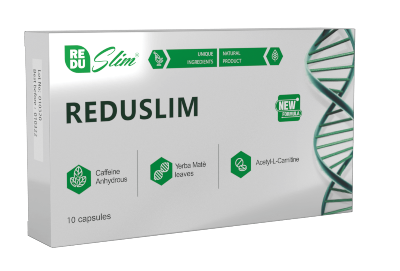 RE
DU
Slim
UNIQUE
INGREDIENTS
NATURAL
PRODUCT
REDUSLIM
NEW
FORMULA
Caffeine
Anhydrous
Yerba Mate
leaves
Acetyl-L-Carnitine
10 capsules